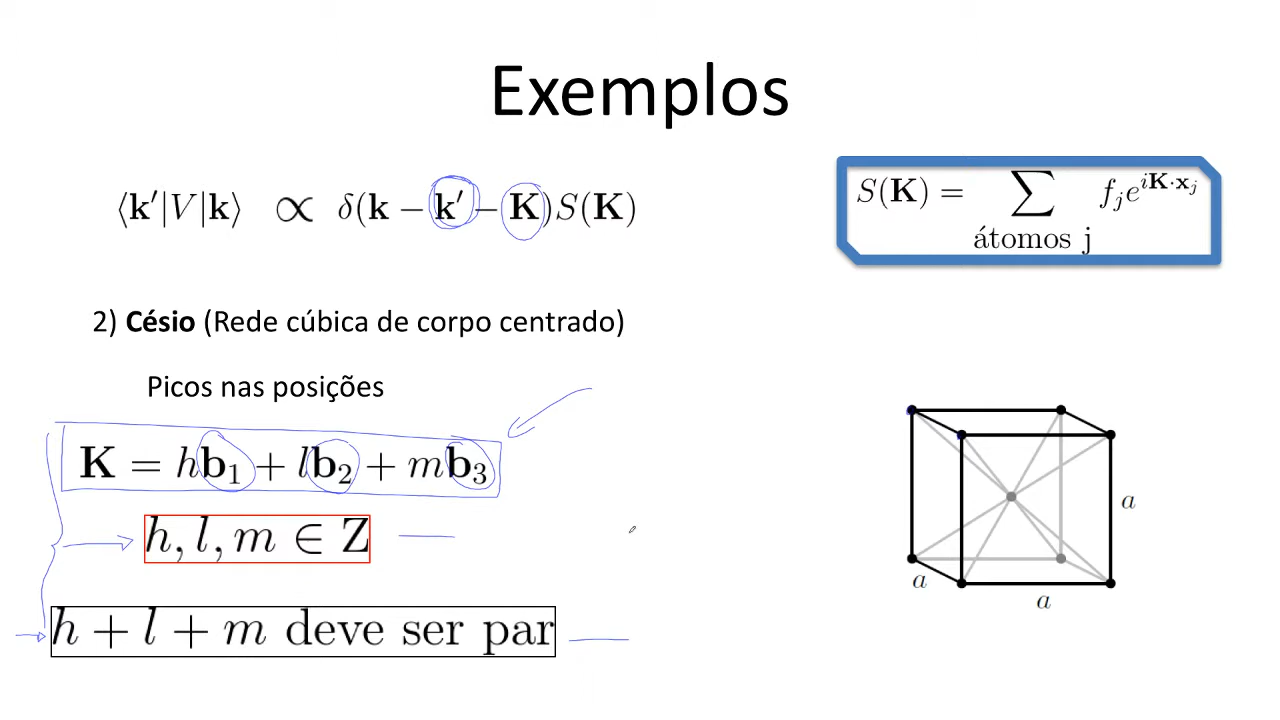 Exemplos
⟨k′|V|k⟩ ∝ δ(k − k′ − K)S(K)
S(K) = ∑ f_j e^{iK·x_j}
átomos j
2) Césio (Rede cúbica de corpo centrado)
Picos nas posições
K = hb₁ + lb₂ + mb₃
h, l, m ∈ Z
h + l + m deve ser par
a
a
a